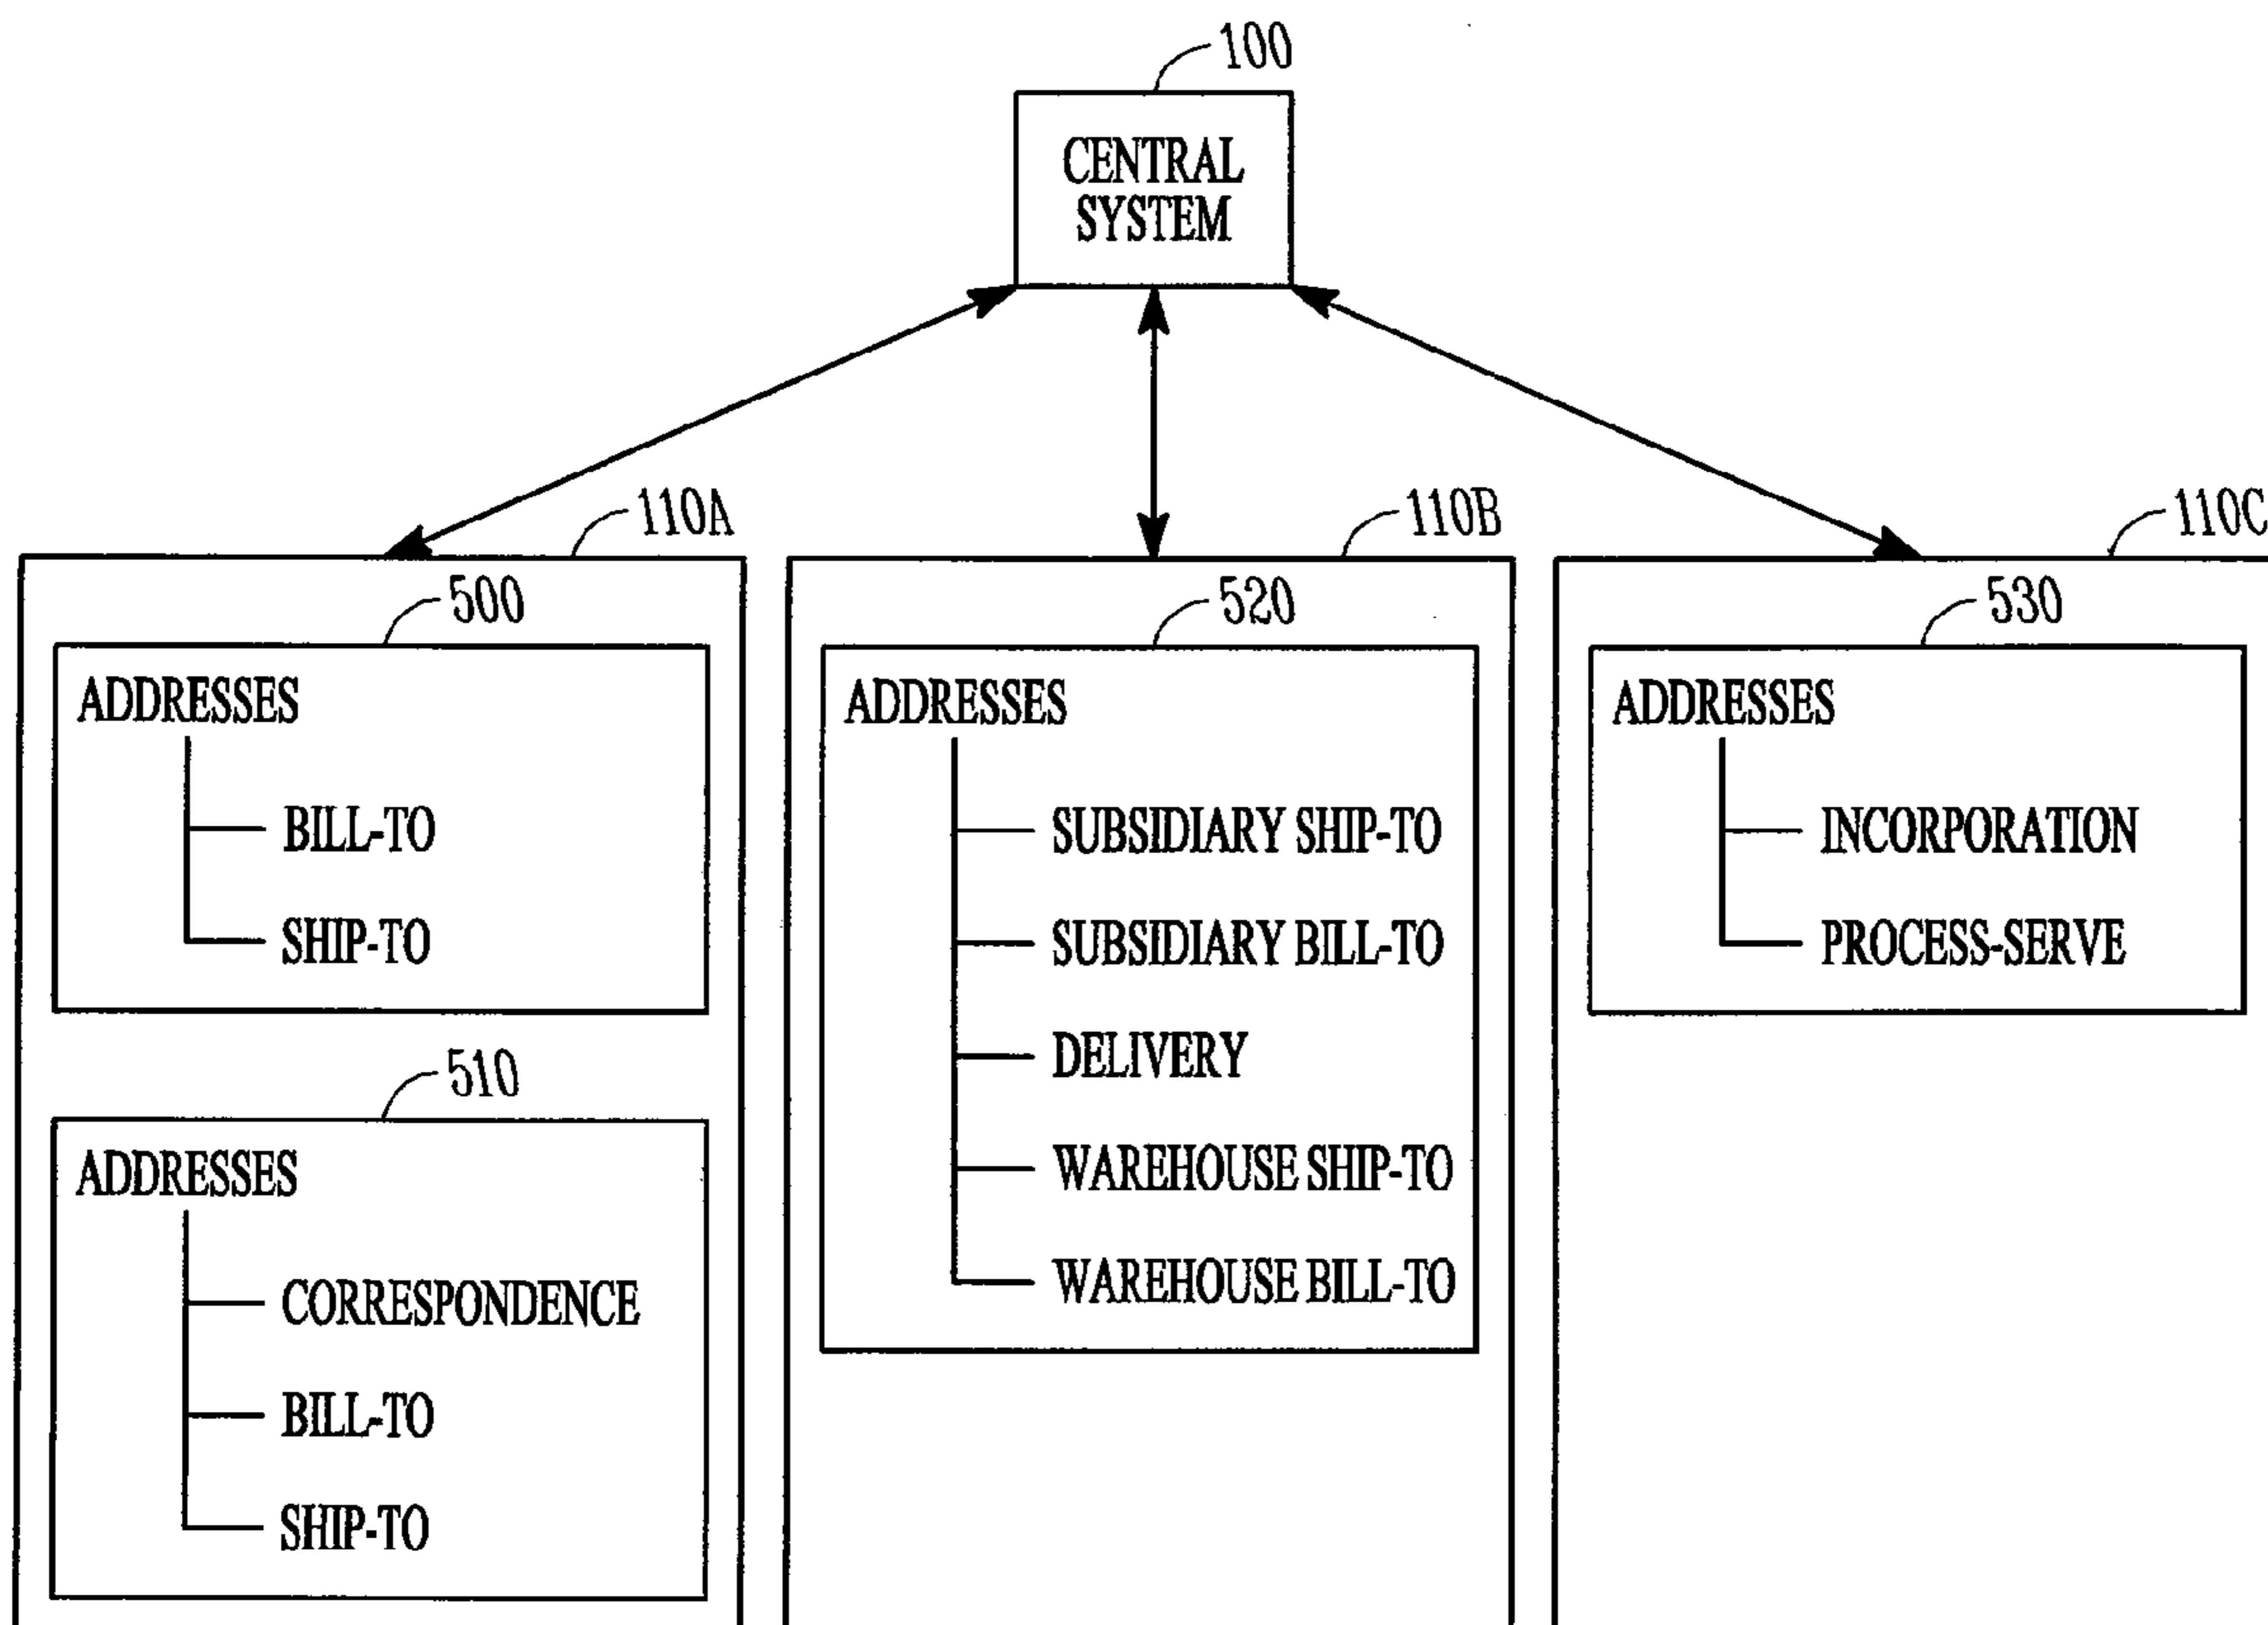 100
CENTRAL
SYSTEM
110A
110B
110C
500
ADDRESSES
BILL-TO
SHIP-TO
510
ADDRESSES
CORRESPONDENCE
BILL-TO
SHIP-TO
520
ADDRESSES
SUBSIDIARY SHIP-TO
SUBSIDIARY BILL-TO
DELIVERY
WAREHOUSE SHIP-TO
WAREHOUSE BILL-TO
530
ADDRESSES
INCORPORATION
PROCESS-SERVE